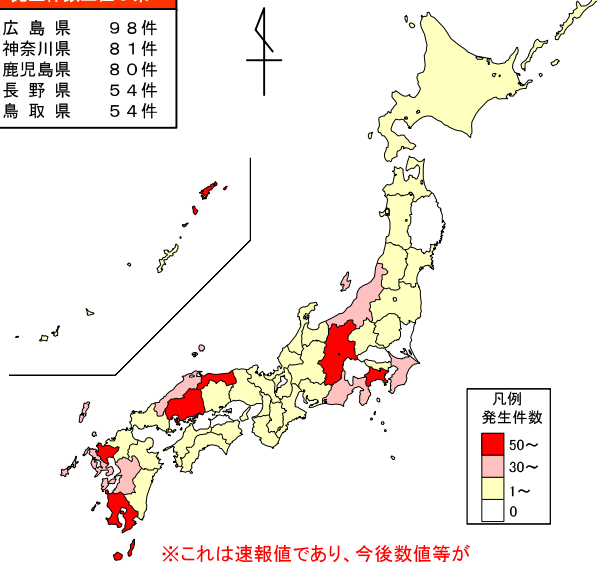 広 島 県 98件
神奈川県 81件
鹿児島県 80件
長 野 県 54件
鳥 取 県 54件
凡例
発生件数
50～
30～
1～
0
※これは速報値であり、今後数値等が